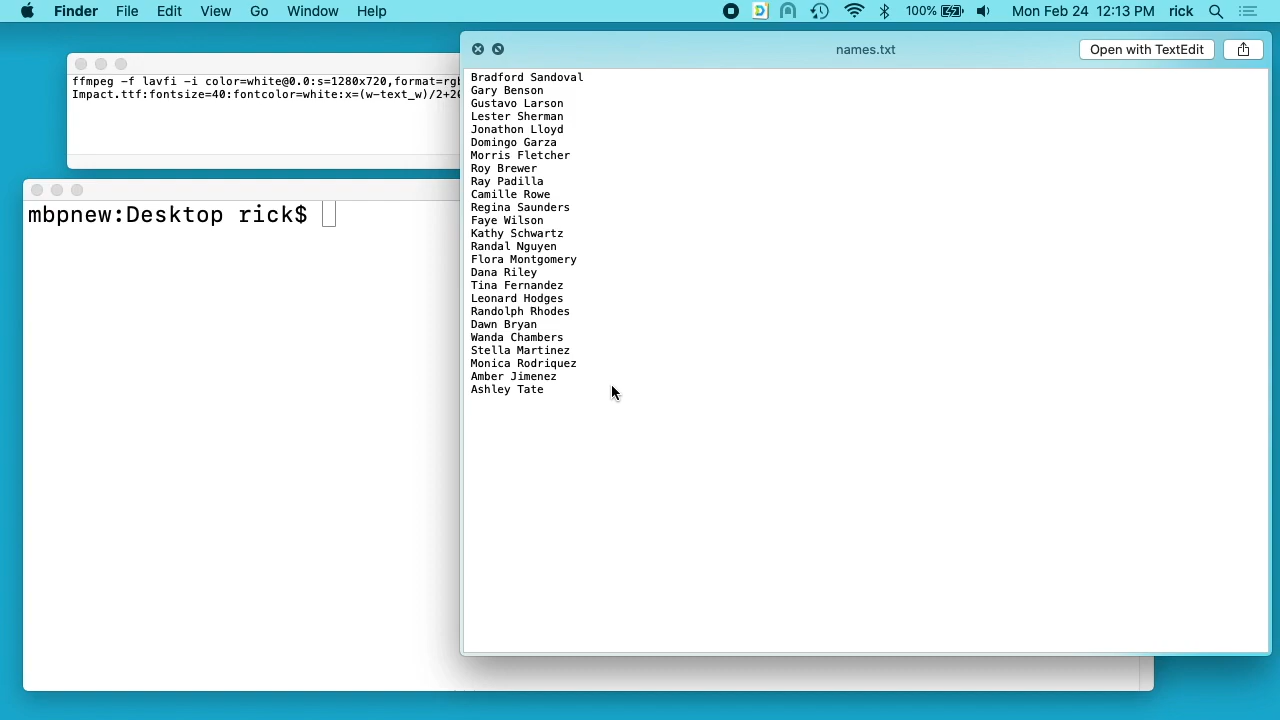 Finder File Edit View Go Window Help
100% Mon Feb 24 12:13 PM rick
names.txt
Open with TextEdit
ffmpeg -f lavfi -i color=white@0.0:s=1280x720,format=rgb
Impact.ttf:fontsize=40:fontcolor=white:x=(w-text_w)/2+20
mbpnew:Desktop rick$
Bradford Sandoval
Gary Benson
Gustavo Larson
Lester Sherman
Jonathon Lloyd
Domingo Garza
Morris Fletcher
Roy Brewer
Ray Padilla
Camille Rowe
Regina Saunders
Faye Wilson
Kathy Schwartz
Randal Nguyen
Flora Montgomery
Dana Riley
Tina Fernandez
Leonard Hodges
Randolph Rhodes
Dawn Bryan
Wanda Chambers
Stella Martinez
Monica Rodriquez
Amber Jimenez
Ashley Tate